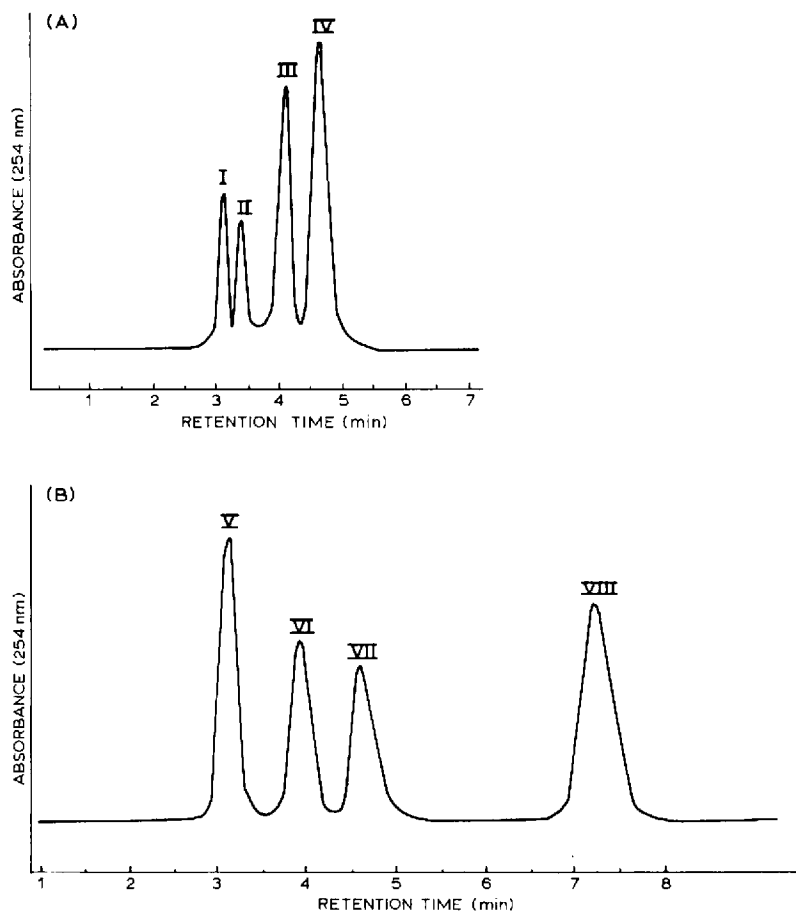 (A)
IV
III
I
II
ABSORBANCE (254 nm)
1 2 3 4 5 6 7
RETENTION TIME (min)
(B)
V
VIII
VI
VII
ABSORBANCE (254 nm)
1 2 3 4 5 6 7 8
RETENTION TIME (min)